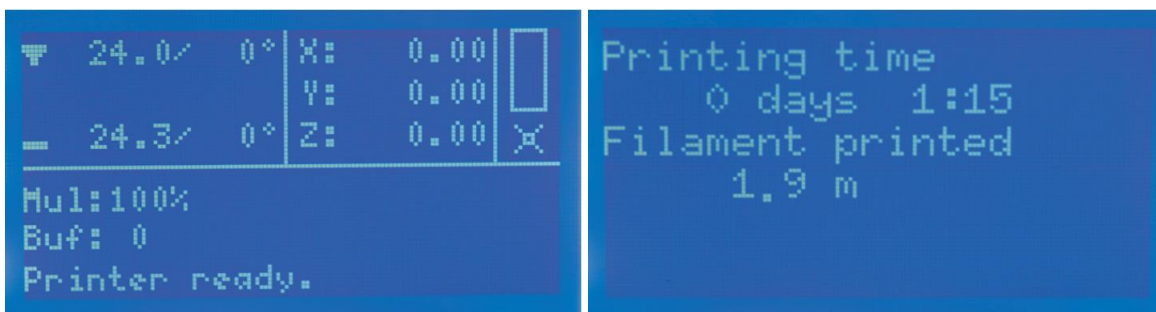 24.0/ 0° X: 0.00
Y: 0.00
24.3/ 0° Z: 0.00
Mul:100%
Buf: 0
Printer ready.
Printing time
0 days 1:15
Filament printed
1.9 m